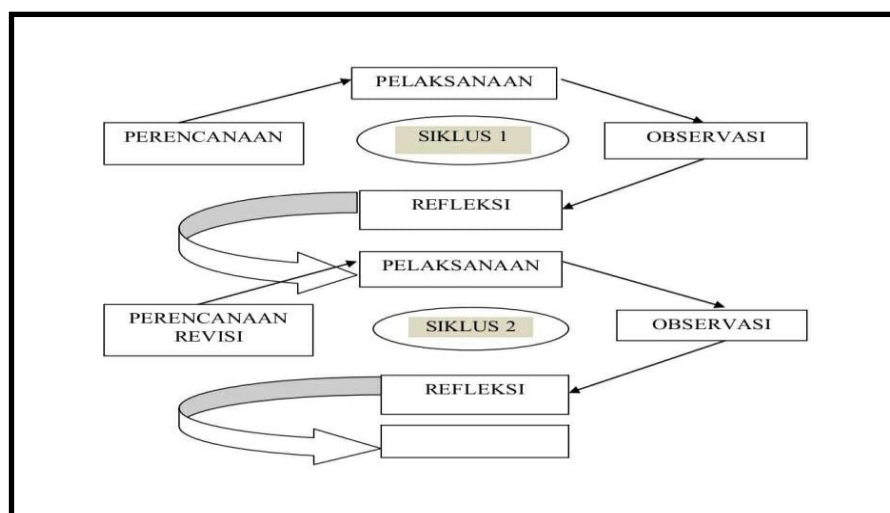 PELAKSANAAN
PERENCANAAN
SIKLUS 1
OBSERVASI
REFLEKSI
PELAKSANAAN
PERENCANAAN
REVISI
SIKLUS 2
OBSERVASI
REFLEKSI